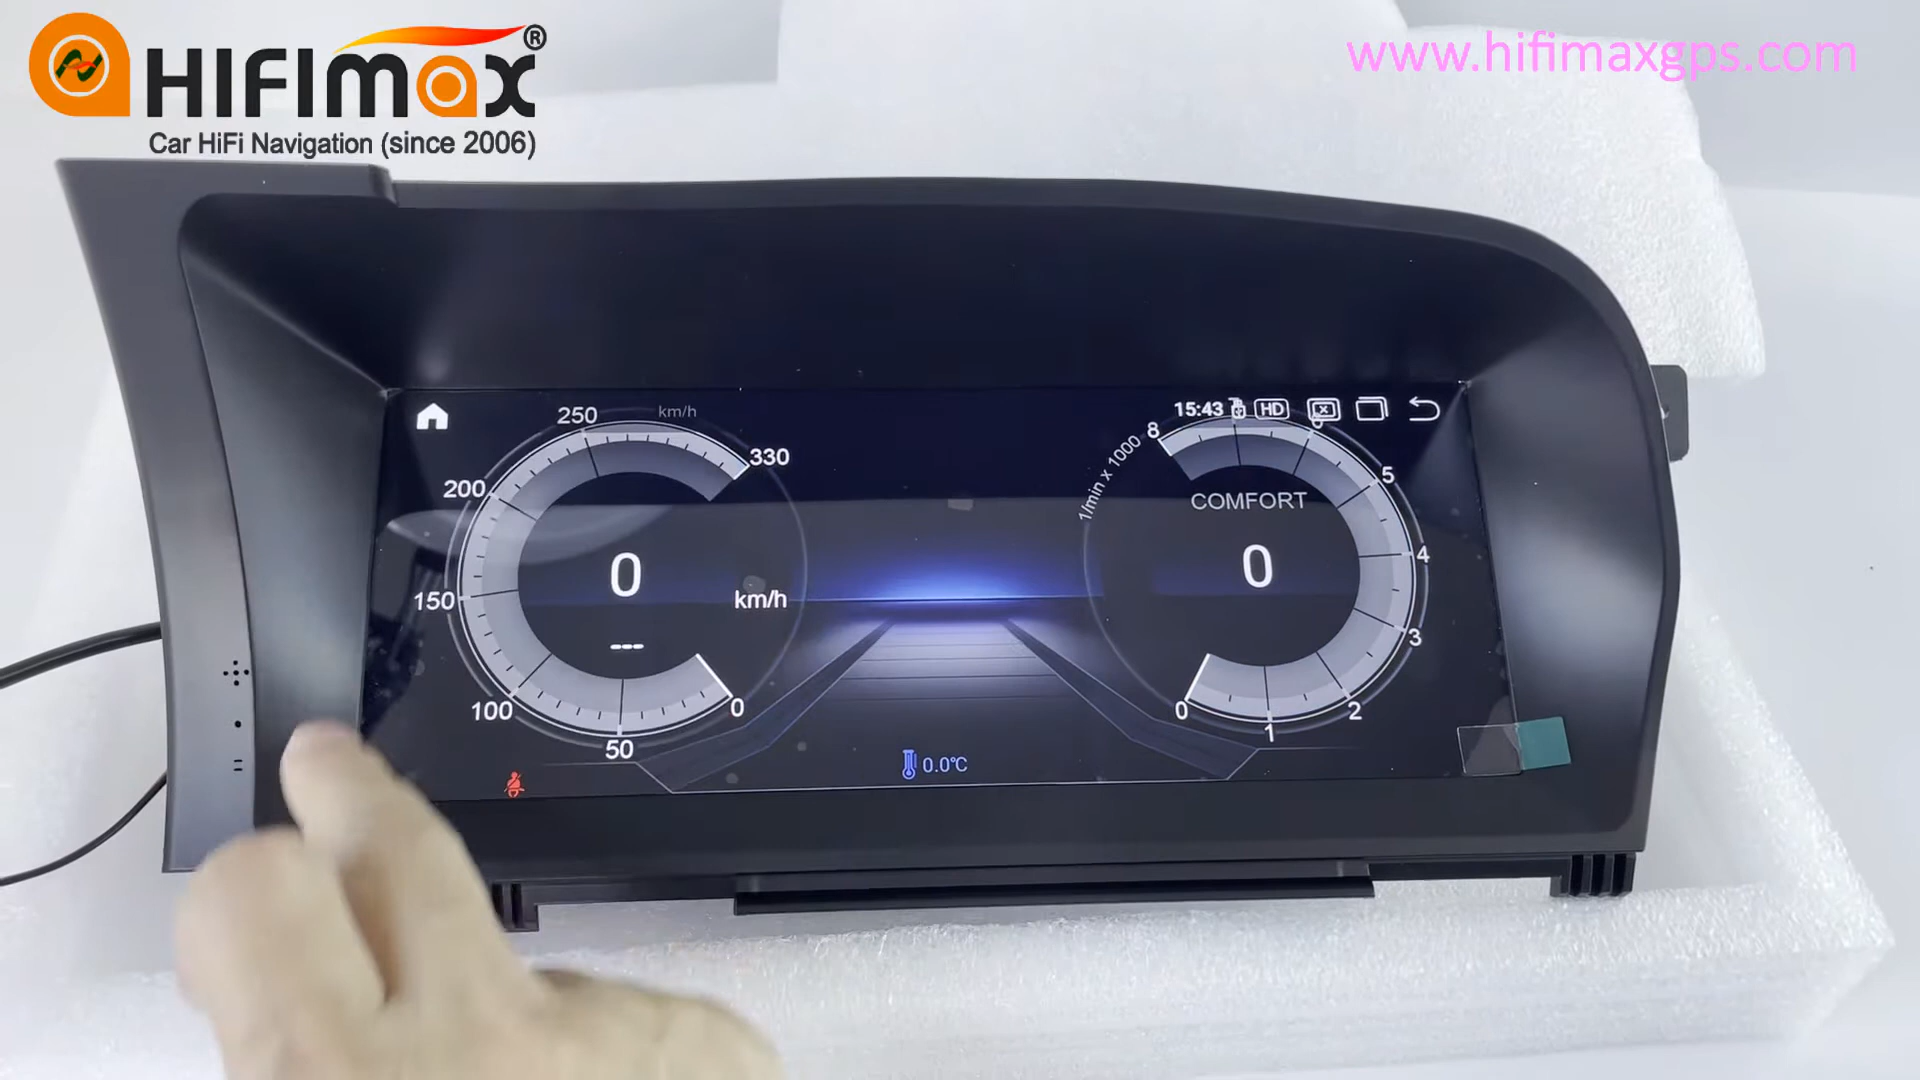 HIFIMAX®
Car HiFi Navigation (since 2006)
www.hifimaxgps.com
15:43
HD
250
km/h
330
200
150
100
50
0
0
km/h
---
8
1/min x 1000
5
4
3
2
1
0
COMFORT
0
0.0℃